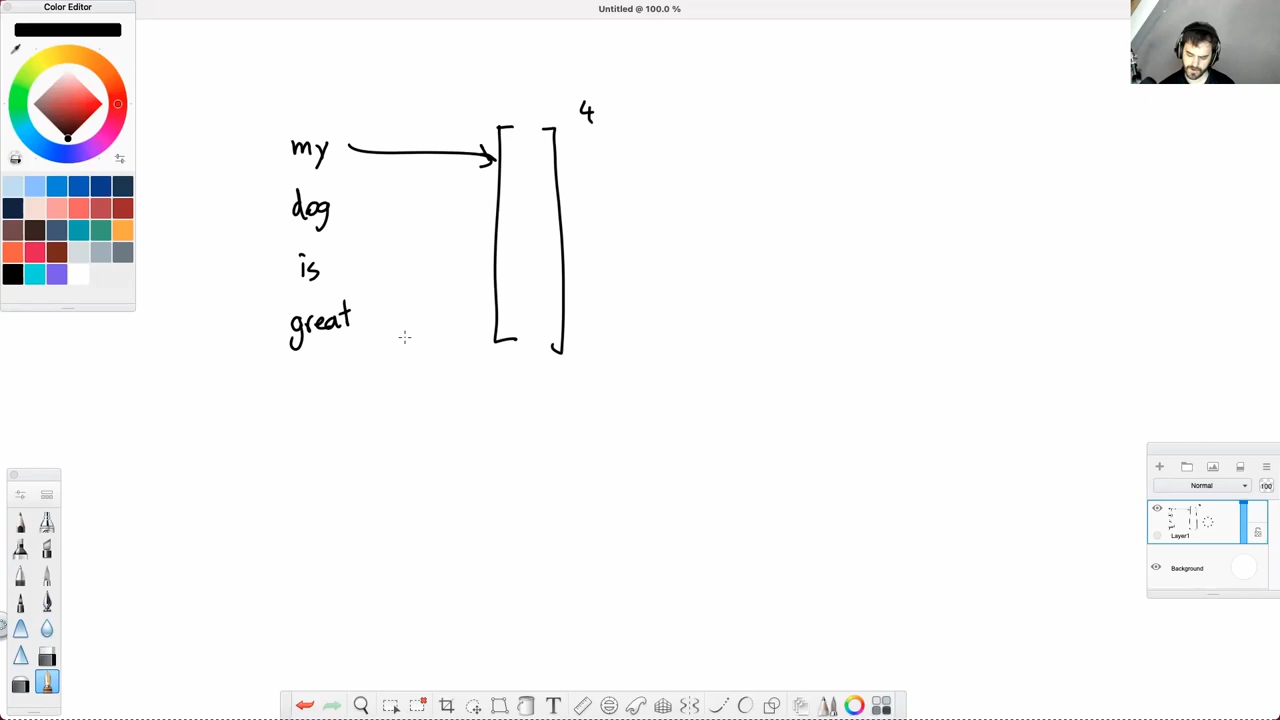 Color Editor
Untitled @ 100.0 %
4
my
dog
is
great
Normal
100
Layer1
Background
T